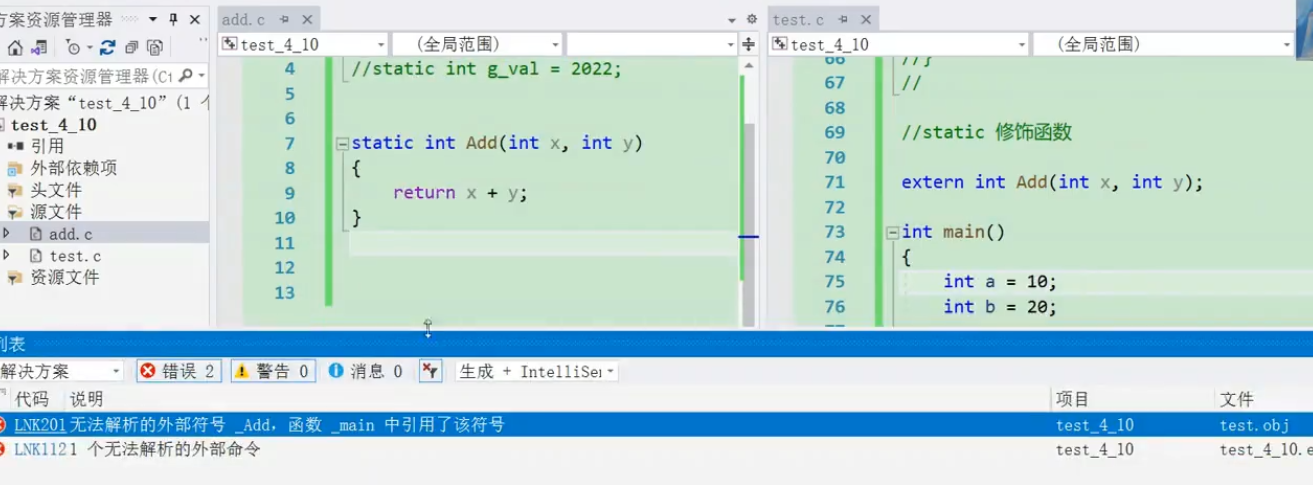 方案资源管理器
add.c
test.c
test_4_10
(全局范围)
test_4_10
(全局范围)
解决方案资源管理器(Ct
解决方案“test_4_10”(1 个
test_4_10
引用
外部依赖项
头文件
源文件
add.c
test.c
资源文件
4 //static int g_val = 2022;
5
6
7 static int Add(int x, int y)
8 {
9 return x + y;
10 }
11
12
13
66 //}
67 //
68
69 //static 修饰函数
70
71 extern int Add(int x, int y);
72
73 int main()
74 {
75 int a = 10;
76 int b = 20;
列表
解决方案 错误 2 警告 0 消息 0 生成 + IntelliSe
代码 说明 项目 文件
LNK201 无法解析的外部符号 _Add，函数 _main 中引用了该符号 test_4_10 test.obj
LNK112 1 个无法解析的外部命令 test_4_10 test_4_10.e